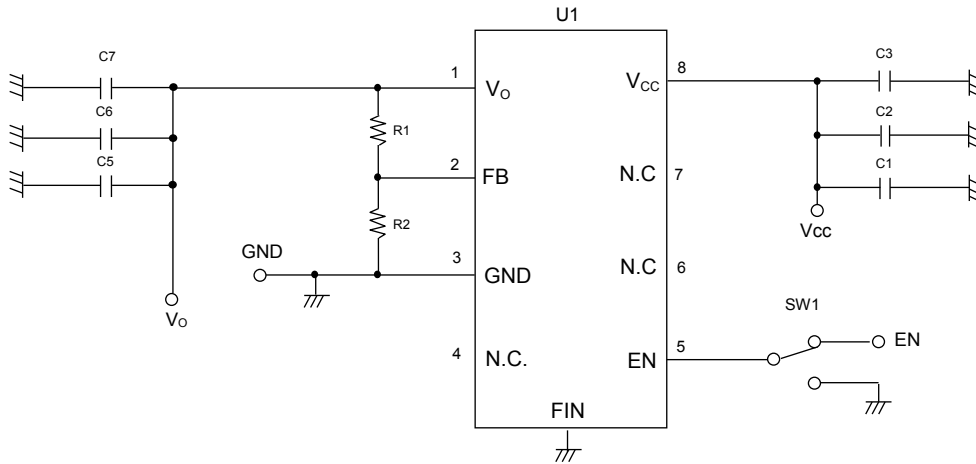 U1
C7
C6
C5
1
Vo
R1
2
FB
R2
GND
3
GND
Vo
4
N.C.
FIN
8
VCC
C3
C2
C1
Vcc
N.C
7
N.C
6
SW1
5
EN
EN